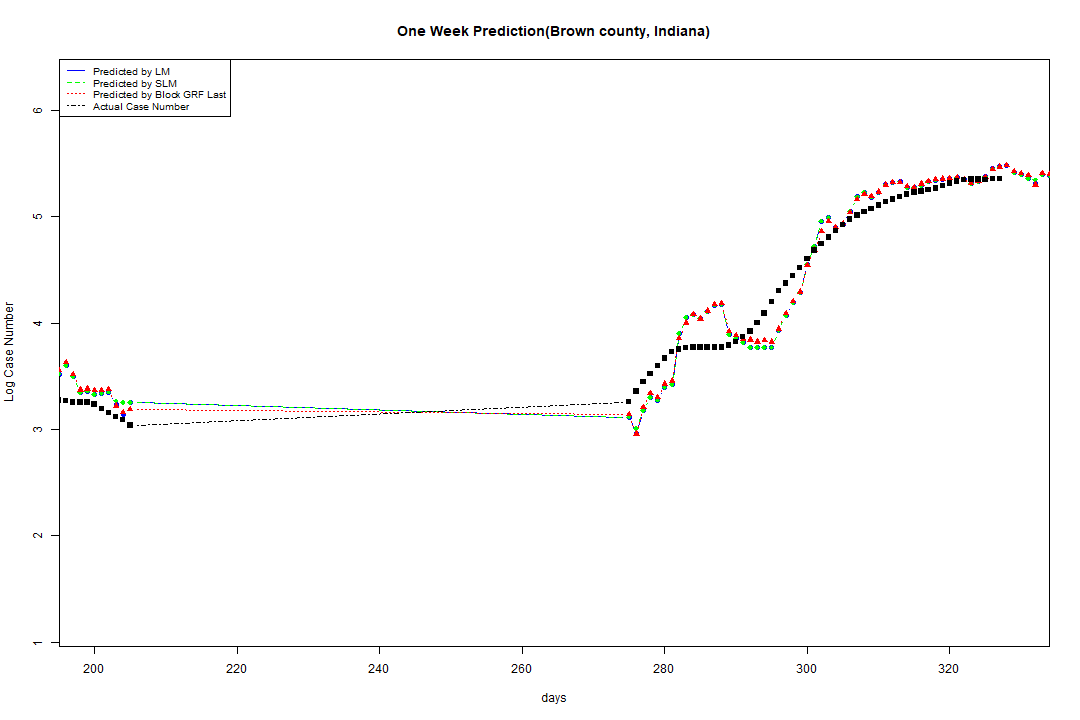 One Week Prediction(Brown county, Indiana)
Predicted by LM
Predicted by SLM
Predicted by Block GRF Last
Actual Case Number
6
5
4
3
2
1
Log Case Number
200 220 240 260 280 300 320
days